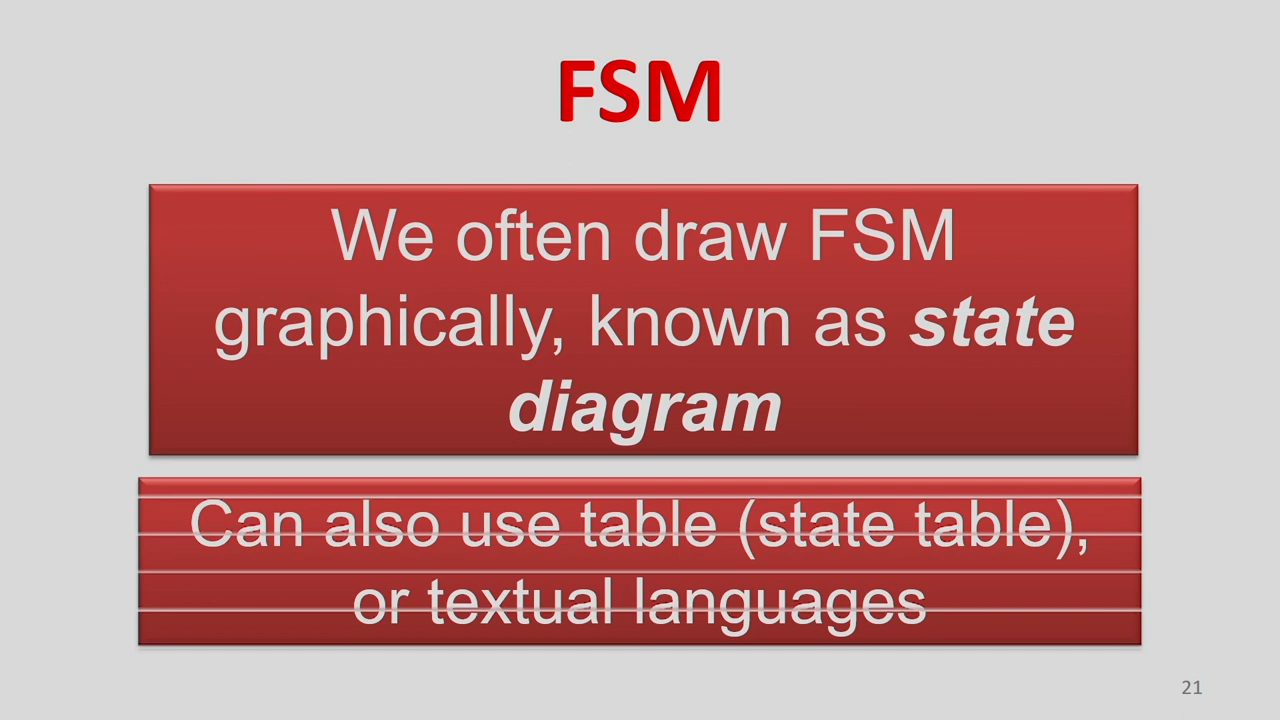 FSM
We often draw FSM
graphically, known as state
diagram
Can also use table (state table),
or textual languages
21